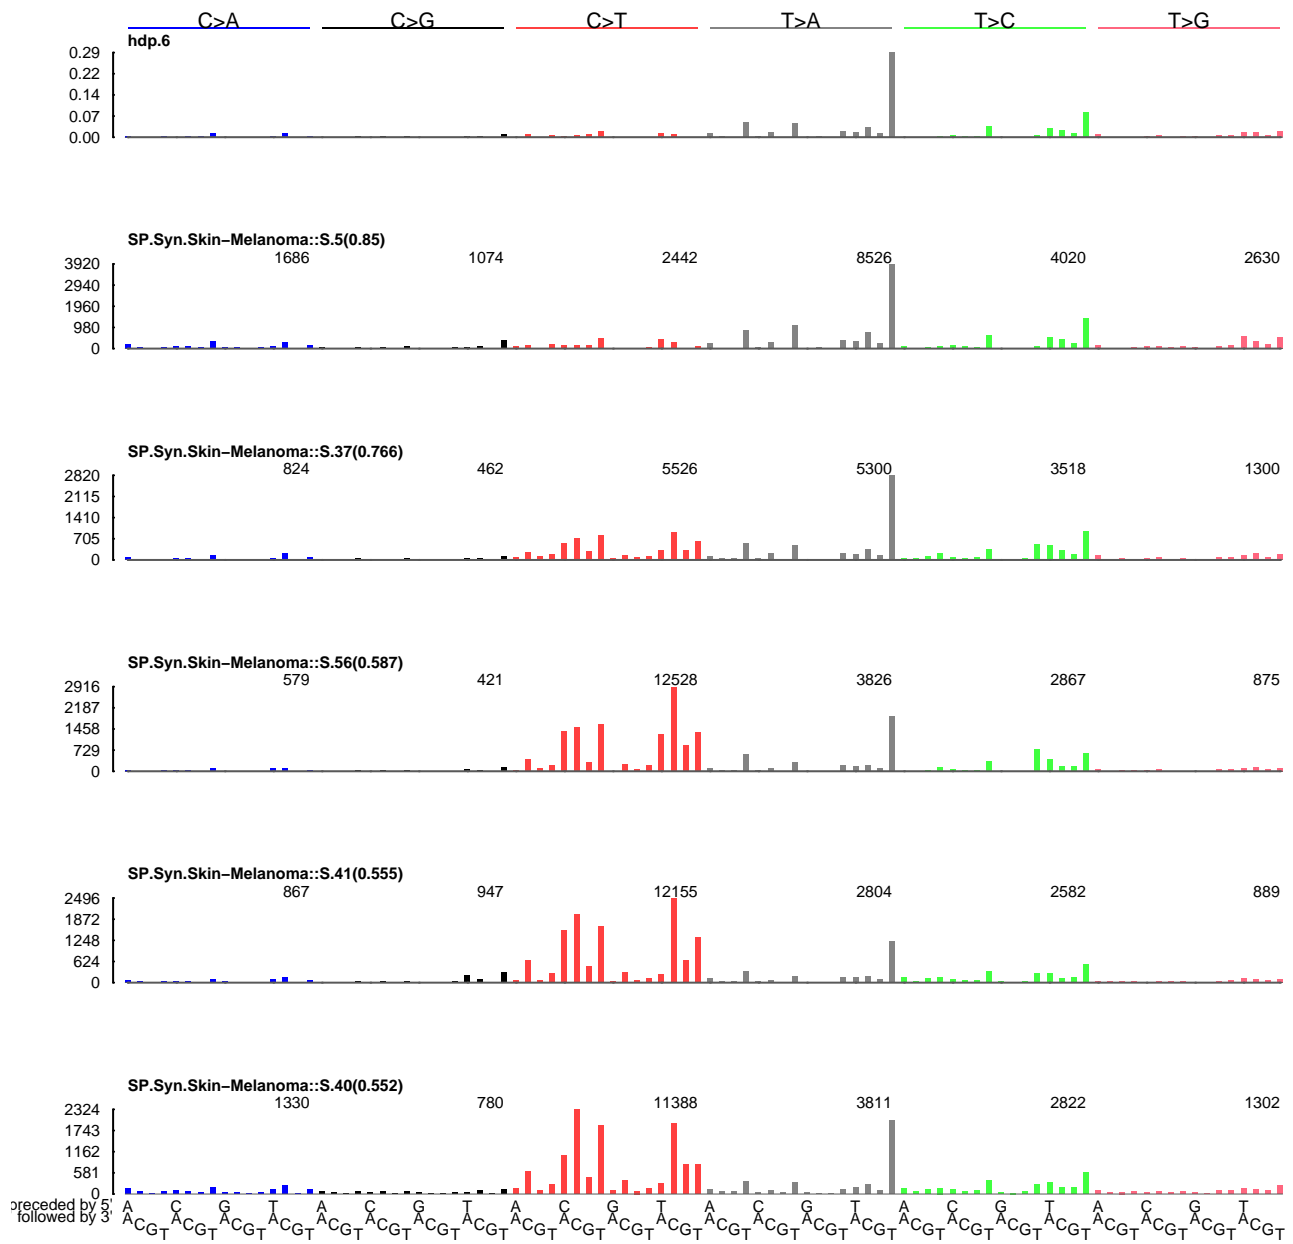 C>A C>G C>T T>A T>C T>G
hdp.6
0.29
0.22
0.14
0.07
0.00
SP.Syn.Skin−Melanoma::S.5(0.85)
1686 1074 2442 8526 4020 2630
3920
2940
1960
980
0
SP.Syn.Skin−Melanoma::S.37(0.766)
824 462 5526 5300 3518 1300
2820
2115
1410
705
0
SP.Syn.Skin−Melanoma::S.56(0.587)
579 421 12528 3826 2867 875
2916
2187
1458
729
0
SP.Syn.Skin−Melanoma::S.41(0.555)
867 947 12155 2804 2582 889
2496
1872
1248
624
0
SP.Syn.Skin−Melanoma::S.40(0.552)
1330 780 11388 3811 2822 1302
2324
1743
1162
581
0
preceded by 5' A C G T A C G T A C G T A C G T A C G T A C G T
followed by 3' A C G T A C G T A C G T A C G T A C G T A C G T A C G T A C G T A C G T A C G T A C G T A C G T A C G T A C G T A C G T A C G T A C G T A C G T A C G T A C G T A C G T A C G T A C G T A C G T